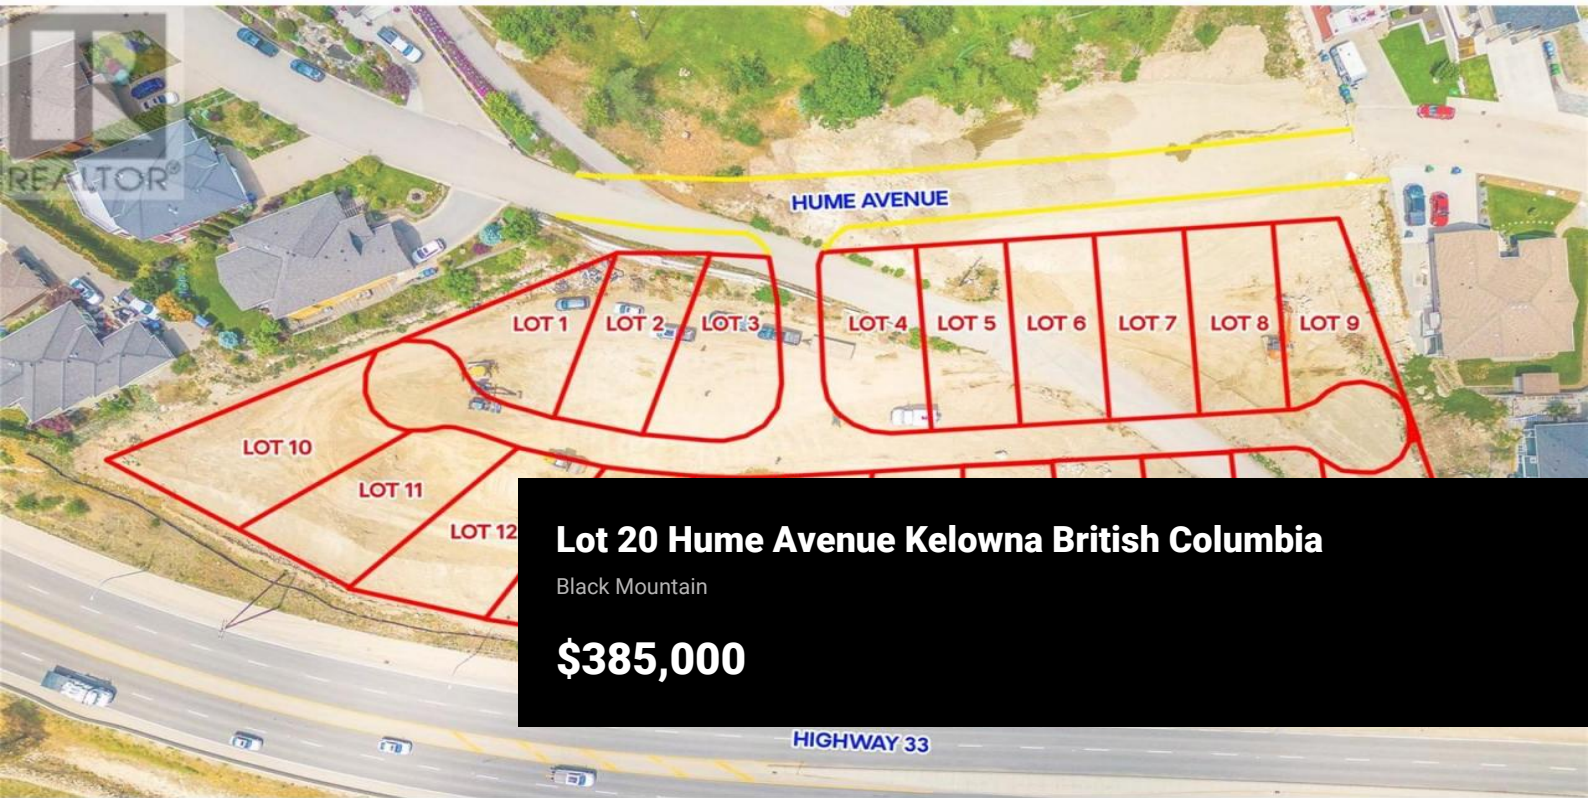 REALTOR®
HUME AVENUE
LOT 1
LOT 2
LOT 3
LOT 4
LOT 5
LOT 6
LOT 7
LOT 8
LOT 9
LOT 10
LOT 11
LOT 12
Lot 20 Hume Avenue Kelowna British Columbia
Black Mountain
$385,000
HIGHWAY 33